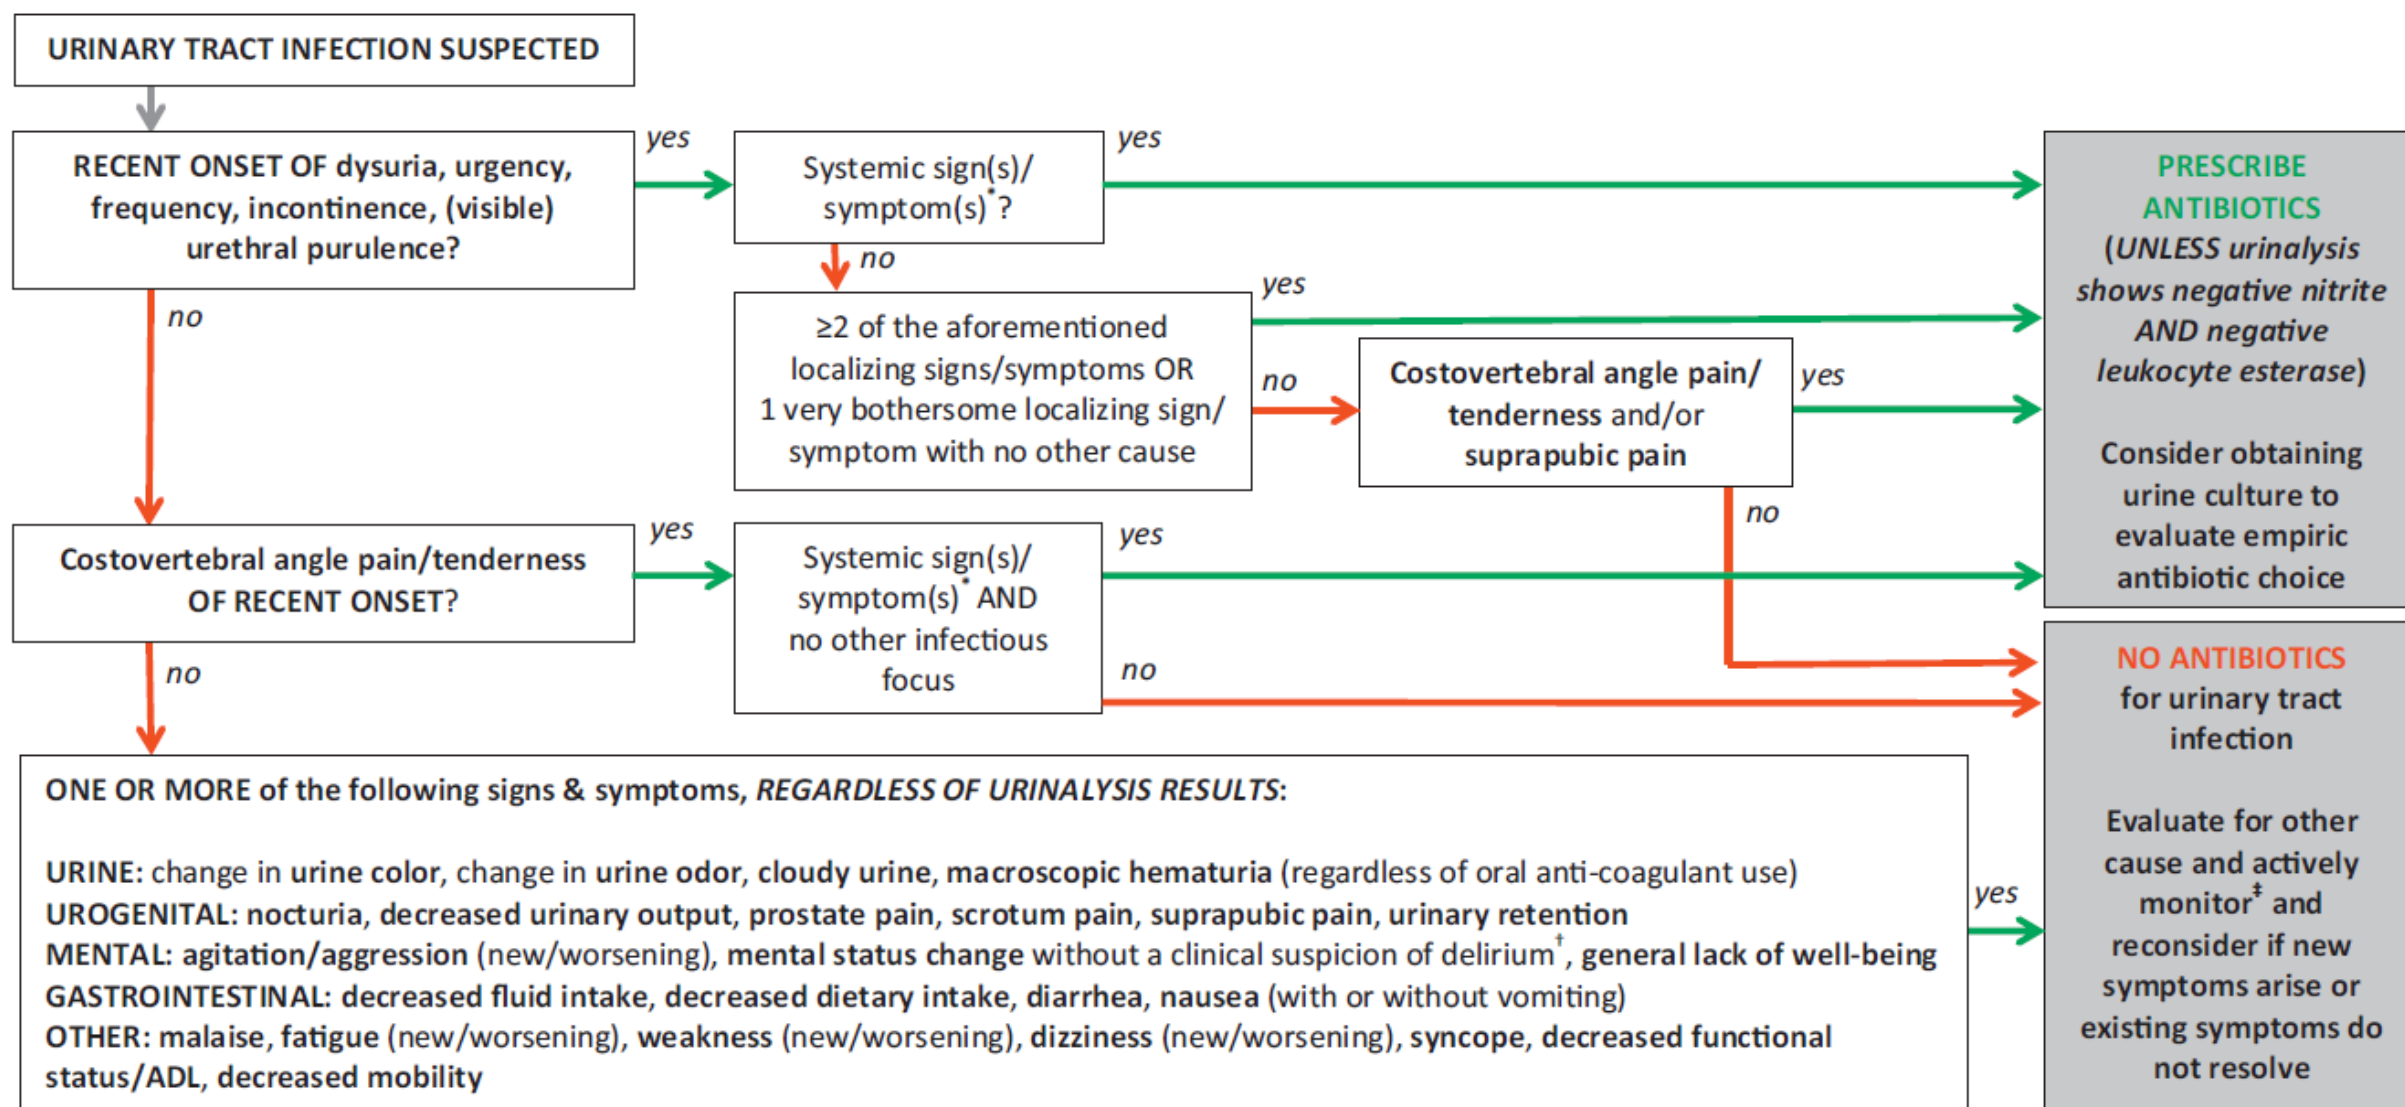 URINARY TRACT INFECTION SUSPECTED
RECENT ONSET OF dysuria, urgency,
frequency, incontinence, (visible)
urethral purulence?
yes
no
Systemic sign(s)/
symptom(s)*?
yes
no
≥2 of the aforementioned
localizing signs/symptoms OR
1 very bothersome localizing sign/
symptom with no other cause
yes
no
Costovertebral angle pain/
tenderness and/or
suprapubic pain
yes
no
PRESCRIBE
ANTIBIOTICS
(UNLESS urinalysis
shows negative nitrite
AND negative
leukocyte esterase)
Consider obtaining
urine culture to
evaluate empiric
antibiotic choice
Costovertebral angle pain/tenderness
OF RECENT ONSET?
yes
no
Systemic sign(s)/
symptom(s)* AND
no other infectious
focus
yes
no
NO ANTIBIOTICS
for urinary tract
infection
Evaluate for other
cause and actively
monitor‡ and
reconsider if new
symptoms arise or
existing symptoms do
not resolve
ONE OR MORE of the following signs & symptoms, REGARDLESS OF URINALYSIS RESULTS:
URINE: change in urine color, change in urine odor, cloudy urine, macroscopic hematuria (regardless of oral anti-coagulant use)
UROGENITAL: nocturia, decreased urinary output, prostate pain, scrotum pain, suprapubic pain, urinary retention
MENTAL: agitation/aggression (new/worsening), mental status change without a clinical suspicion of delirium†, general lack of well-being
GASTROINTESTINAL: decreased fluid intake, decreased dietary intake, diarrhea, nausea (with or without vomiting)
OTHER: malaise, fatigue (new/worsening), weakness (new/worsening), dizziness (new/worsening), syncope, decreased functional
status/ADL, decreased mobility
yes